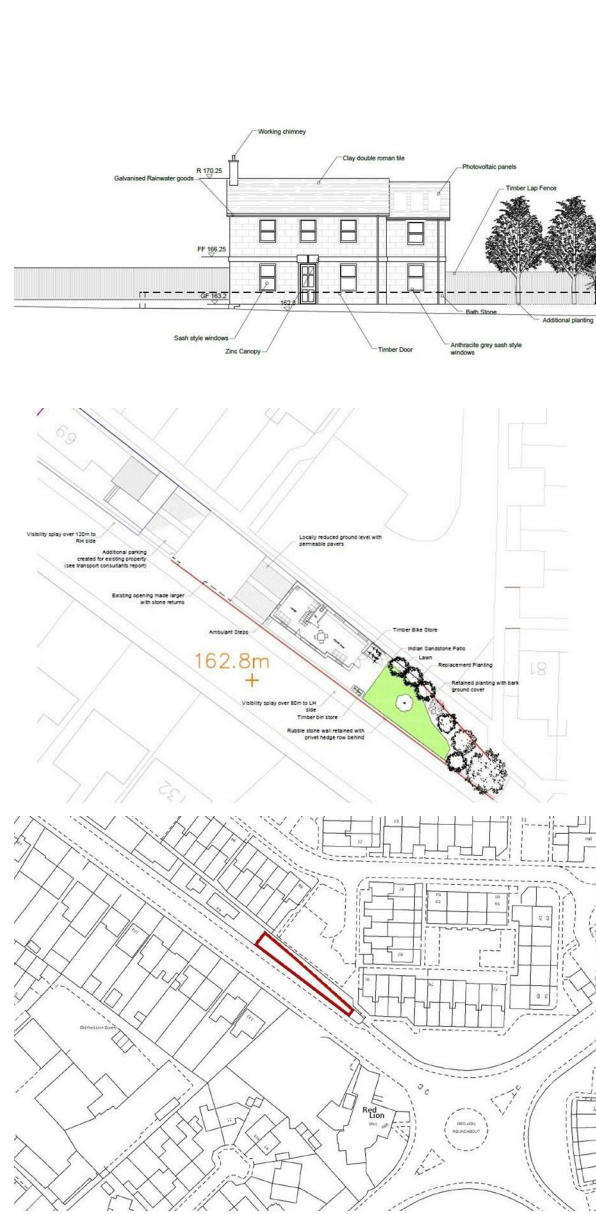 Working chimney
Clay double roman tile
R 170.25
Photovoltaic panels
Galvanised Rainwater goods
Timber Lap Fence
FF 166.25
GF 163.2
162.8
Bath Stone
Additional planting
Sash style windows
Zinc Canopy
Timber Door
Anthracite grey sash style
windows
69
Visibility splay over 120m to
RH side
Additional parking
created for existing property
(see transport consultants report)
Locally reduced ground level with
permeable pavers
Existing opening made larger
with stone returns
Ambulant Steps
Timber Bike Store
Indian Sandstone Patio
Lawn
Replacement Planting
Retained planting with bark
ground cover
162.8m
81
Visibility splay over 80m to LH
side
Timber bin store
Rubble stone wall retained with
privet hedge row behind
132
Red
Lion
RED LION
ROUNDABOUT